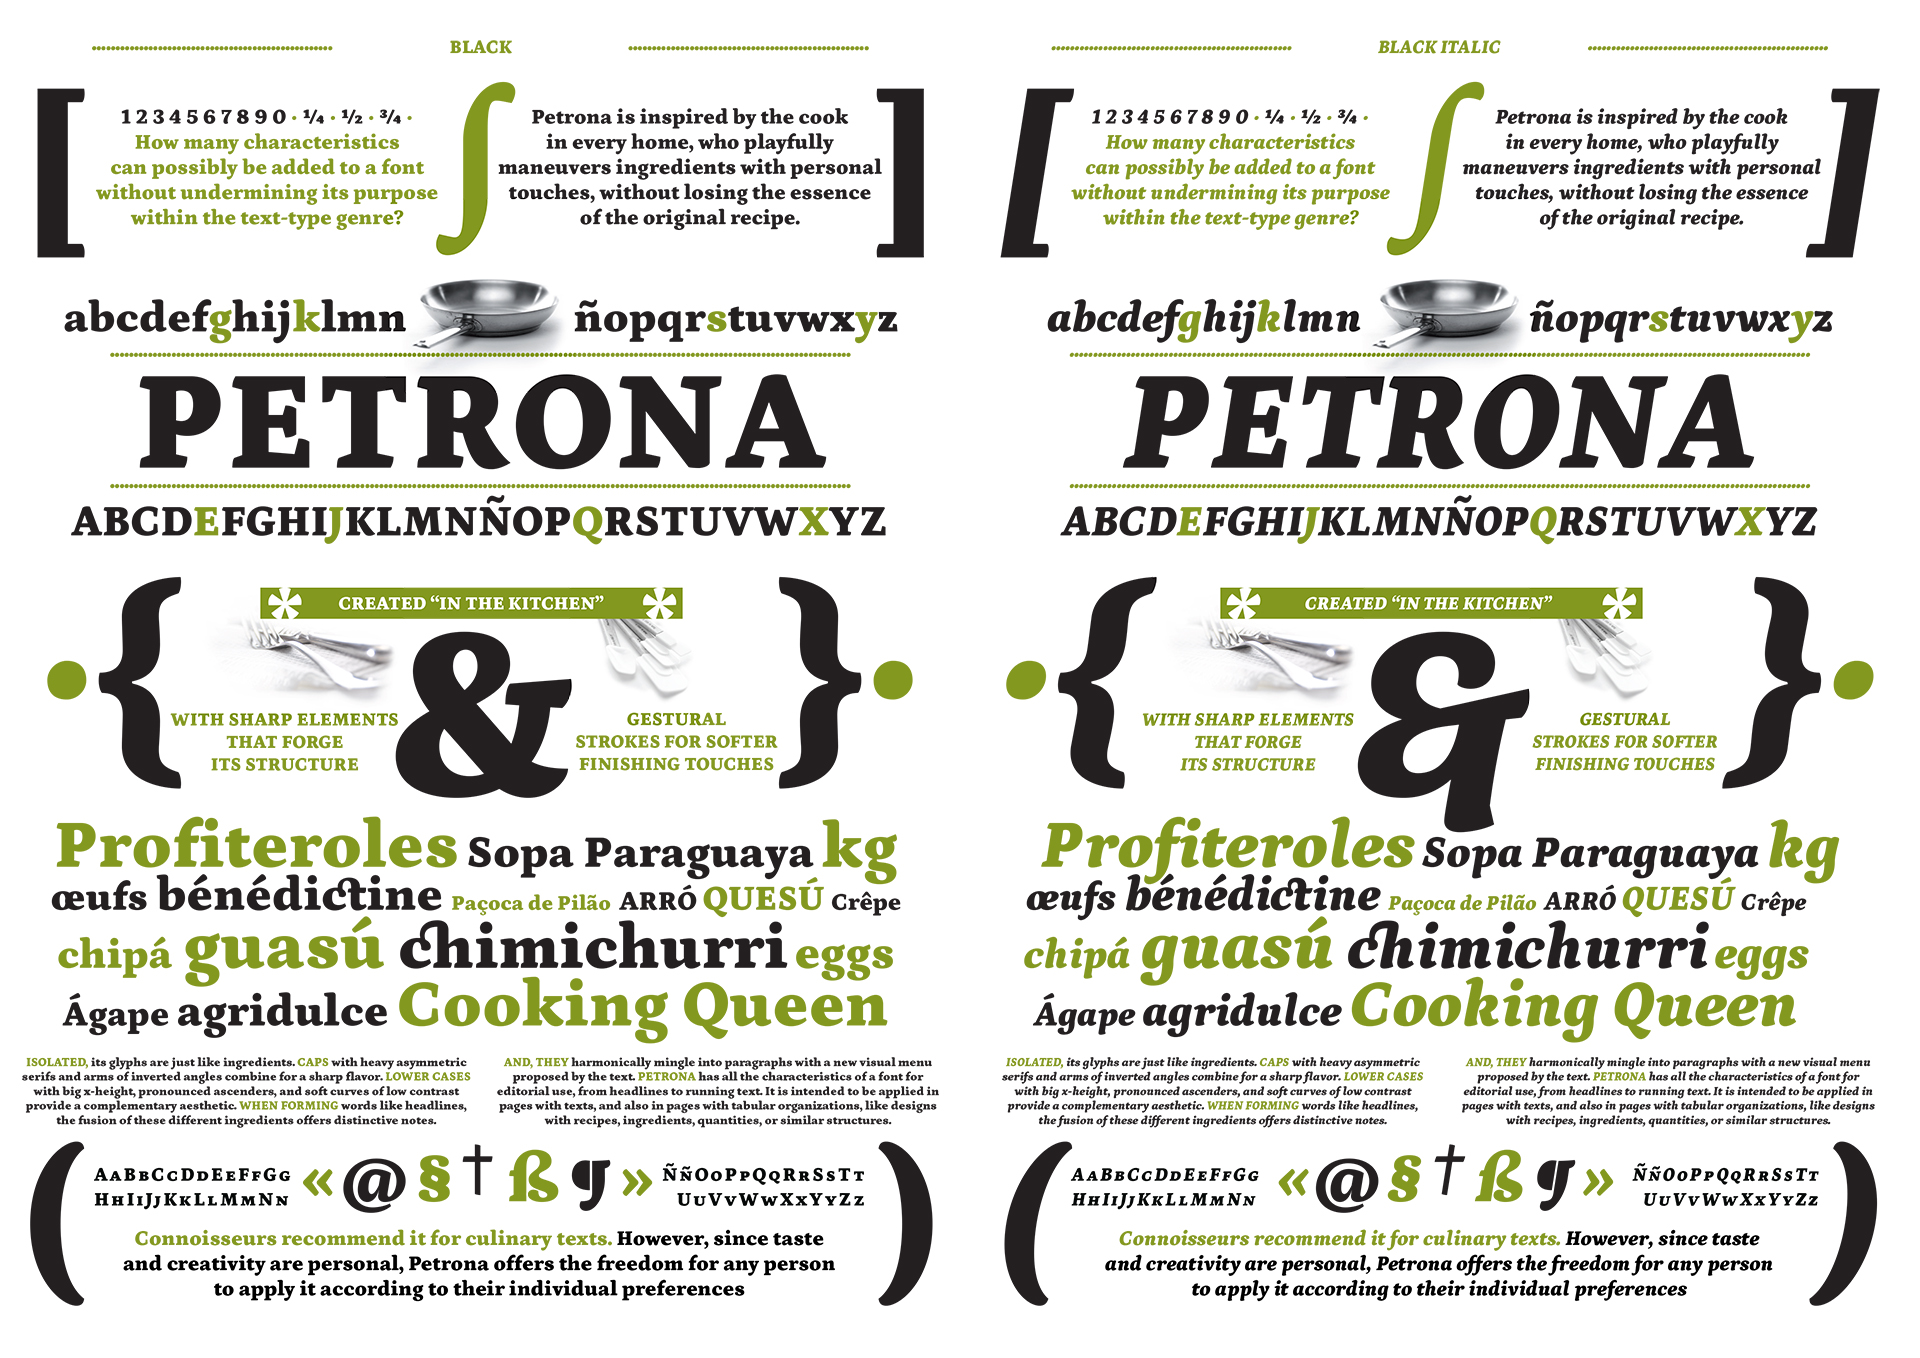 BLACK
1 2 3 4 5 6 7 8 9 0 · ¼ · ½ · ¾ ·
How many characteristics
can possibly be added to a font
without undermining its purpose
within the text-type genre?
Petrona is inspired by the cook
in every home, who playfully
maneuvers ingredients with personal
touches, without losing the essence
of the original recipe.
abcdefghijklmn
ñopqrstuvwxyz
PETRONA
ABCDEFGHIJKLMNÑOPQRSTUVWXYZ
CREATED “IN THE KITCHEN”
{ & }
WITH SHARP ELEMENTS
THAT FORGE
ITS STRUCTURE
GESTURAL
STROKES FOR SOFTER
FINISHING TOUCHES
Profiteroles Sopa Paraguaya kg
œufs bénédictine Paçoca de Pilão ARRÓ QUESÚ Crêpe
chipá guasú chimichurri eggs
Ágape agridulce Cooking Queen
ISOLATED, its glyphs are just like ingredients. CAPS with heavy asymmetric
serifs and arms of inverted angles combine for a sharp flavor. LOWER CASES
with big x-height, pronounced ascenders, and soft curves of low contrast
provide a complementary aesthetic. WHEN FORMING words like headlines,
the fusion of these different ingredients offers distinctive notes.
AND, THEY harmonically mingle into paragraphs with a new visual menu
proposed by the text. PETRONA has all the characteristics of a font for
editorial use, from headlines to running text. It is intended to be applied in
pages with texts, and also in pages with tabular organizations, like designs
with recipes, ingredients, quantities, or similar structures.
AABBCCDDEEFFGG
HHIIJJKKLLMMNN
« @ § † ß ¶ »
ÑñOOPPQQRRSSTT
UUVVWWXXYYZZ
Connoisseurs recommend it for culinary texts. However, since taste
and creativity are personal, Petrona offers the freedom for any person
to apply it according to their individual preferences
BLACK ITALIC
1 2 3 4 5 6 7 8 9 0 · ¼ · ½ · ¾ ·
How many characteristics
can possibly be added to a font
without undermining its purpose
within the text-type genre?
Petrona is inspired by the cook
in every home, who playfully
maneuvers ingredients with personal
touches, without losing the essence
of the original recipe.
abcdefghijklmn
ñopqrstuvwxyz
PETRONA
ABCDEFGHIJKLMNÑOPQRSTUVWXYZ
CREATED “IN THE KITCHEN”
{ & }
WITH SHARP ELEMENTS
THAT FORGE
ITS STRUCTURE
GESTURAL
STROKES FOR SOFTER
FINISHING TOUCHES
Profiteroles Sopa Paraguaya kg
œufs bénédictine Paçoca de Pilão ARRÓ QUESÚ Crêpe
chipá guasú chimichurri eggs
Ágape agridulce Cooking Queen
ISOLATED, its glyphs are just like ingredients. CAPS with heavy asymmetric
serifs and arms of inverted angles combine for a sharp flavor. LOWER CASES
with big x-height, pronounced ascenders, and soft curves of low contrast
provide a complementary aesthetic. WHEN FORMING words like headlines,
the fusion of these different ingredients offers distinctive notes.
AND, THEY harmonically mingle into paragraphs with a new visual menu
proposed by the text. PETRONA has all the characteristics of a font for
editorial use, from headlines to running text. It is intended to be applied in
pages with texts, and also in pages with tabular organizations, like designs
with recipes, ingredients, quantities, or similar structures.
AABBCCDDEEFFGG
HHIIJJKKLLMMNN
« @ § † ß ¶ »
ÑñOOPPQQRRSSTT
UUVVWWXXYYZZ
Connoisseurs recommend it for culinary texts. However, since taste
and creativity are personal, Petrona offers the freedom for any person
to apply it according to their individual preferences